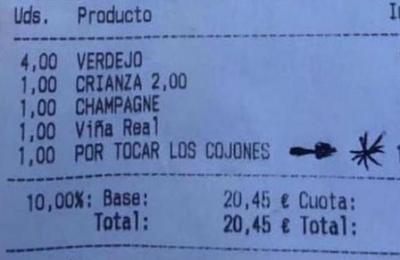 Uds. Producto
4,00 VERDEJO
1,00 CRIANZA 2,00
1,00 CHAMPAGNE
1,00 Viña Real
1,00 POR TOCAR LOS COJONES
10,00%: Base: 20,45 € Cuota:
Total: 20,45 € Total: